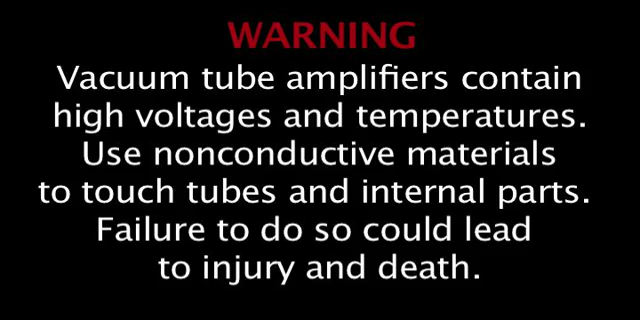 WARNING
Vacuum tube amplifiers contain
high voltages and temperatures.
Use nonconductive materials
to touch tubes and internal parts.
Failure to do so could lead
to injury and death.